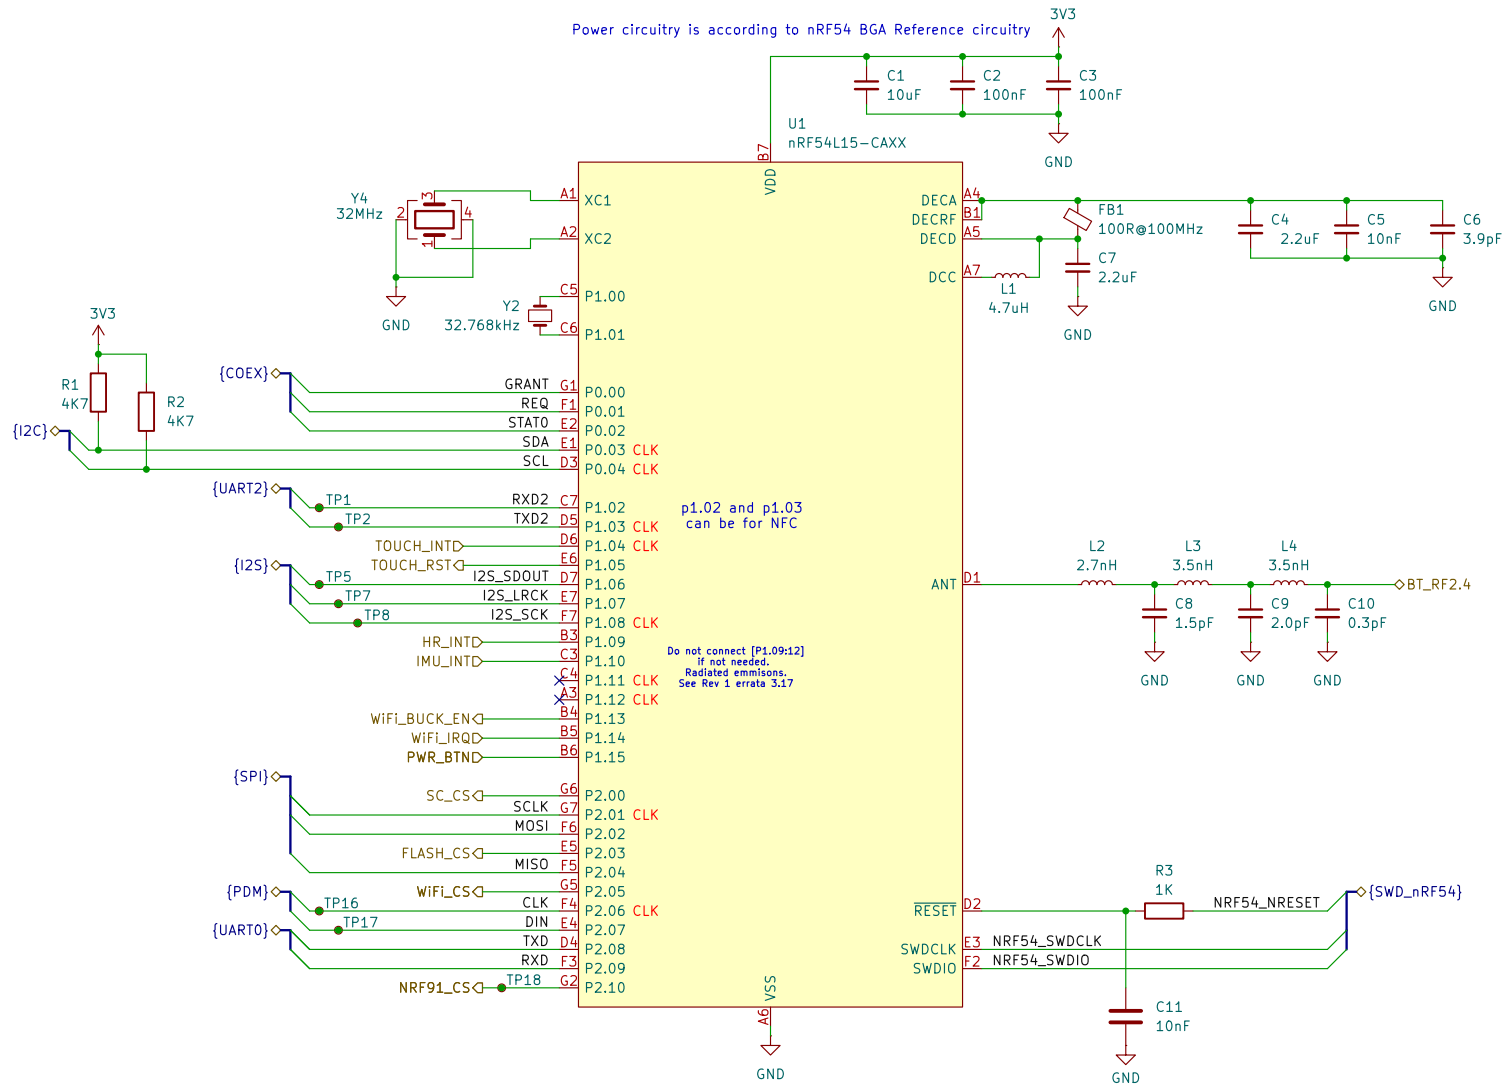 Power circuitry is according to nRF54 BGA Reference circuitry
3V3
C1
10uF
C2
100nF
C3
100nF
GND
U1
nRF54L15-CAXX
B7
VDD
Y4
32MHz
3
2
4
1
GND
A1 XC1
A2 XC2
Y2
32.768kHz
C5 P1.00
C6 P1.01
DECA A4
DECRF B1
DECD A5
DCC A7
FB1
100R@100MHz
C7
2.2uF
GND
L1
4.7uH
C4
2.2uF
C5
10nF
C6
3.9pF
GND
3V3
R1
4K7
R2
4K7
{COEX}
GRANT G1 P0.00
REQ F1 P0.01
STAT0 E2 P0.02
{I2C}
SDA E1 P0.03 CLK
SCL D3 P0.04 CLK
{UART2}
TP1 RXD2 C7 P1.02
TP2 TXD2 D5 P1.03 CLK
p1.02 and p1.03
can be for NFC
TOUCH_INT D6 P1.04 CLK
TOUCH_RST E6 P1.05
{I2S}
TP5 I2S_SDOUT D7 P1.06
TP7 I2S_LRCK E7 P1.07
TP8 I2S_SCK F7 P1.08 CLK
HR_INT B3 P1.09
IMU_INT C3 P1.10
C4 P1.11 CLK
A3 P1.12 CLK
Do not connect [P1.09:12]
if not needed.
Radiated emmisons.
See Rev 1 errata 3.17
WiFi_BUCK_EN B4 P1.13
WiFi_IRQ B5 P1.14
PWR_BTN B6 P1.15
ANT D1
L2
2.7nH
L3
3.5nH
L4
3.5nH
BT_RF2.4
C8
1.5pF
GND
C9
2.0pF
GND
C10
0.3pF
GND
{SPI}
SC_CS G6 P2.00
SCLK G7 P2.01 CLK
MOSI F6 P2.02
FLASH_CS E5 P2.03
MISO F5 P2.04
WiFi_CS G5 P2.05
{PDM}
TP16 CLK F4 P2.06 CLK
TP17 DIN E4 P2.07
{UART0}
TXD D4 P2.08
RXD F3 P2.09
NRF91_CS TP18 G2 P2.10
RESET D2
R3
1K
NRF54_NRESET
{SWD_nRF54}
SWDCLK E3 NRF54_SWDCLK
SWDIO F2 NRF54_SWDIO
C11
10nF
GND
VSS
A6
GND